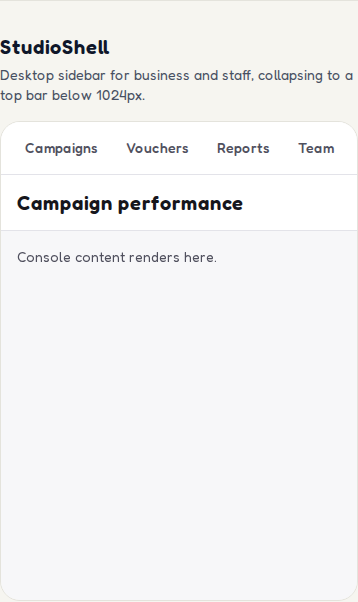 StudioShell
Desktop sidebar for business and staff, collapsing to a
top bar below 1024px.
Campaigns Vouchers Reports Team
Campaign performance
Console content renders here.